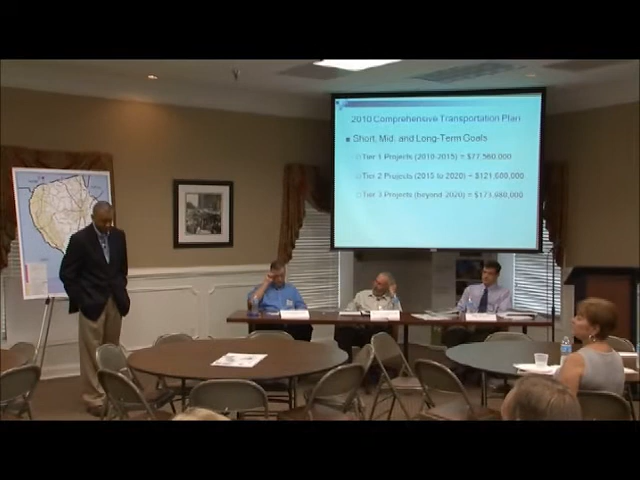 2010 Comprehensive Transportation Plan
Short, Mid, and Long-Term Goals
Tier 1 Projects (2010-2015) = $77,560,000
Tier 2 Projects (2015 to 2020) = $121,600,000
Tier 3 Projects (beyond 2020) = $173,980,000